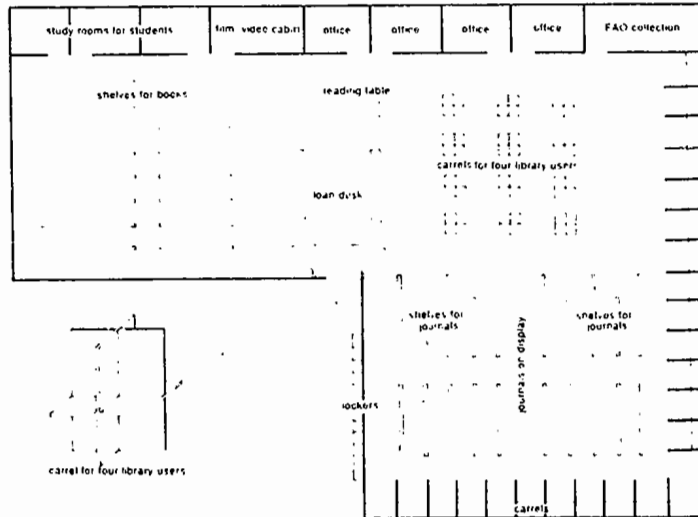 study rooms for students
film video cabin
office
office
office
office
FAO collection
shelves for books
reading table
carrels for four library users
loan desk
shelves for
journals
journals on display
shelves for
journals
lockers
carrel for four library users
carrels